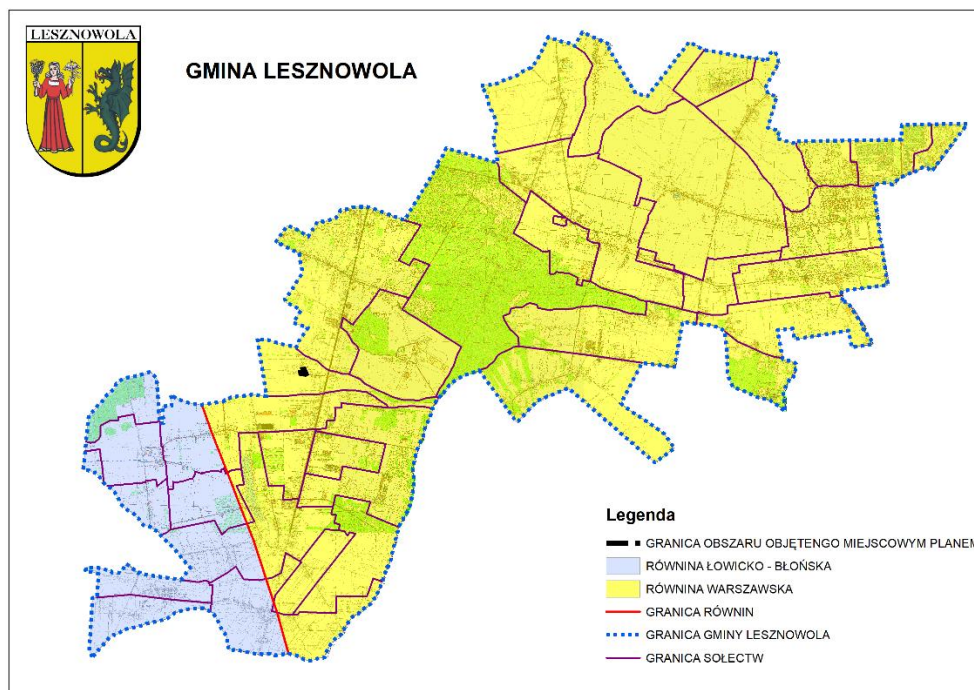 LESZNOWOLA
GMINA LESZNOWOLA
Legenda
GRANICA OBSZARU OBJĘTENGO MIEJSCOWYM PLANEM
RÓWNINA ŁOWICKO - BŁOŃSKA
RÓWNINA WARSZAWSKA
GRANICA RÓWNIN
GRANICA GMINY LESZNOWOLA
GRANICA SOŁECTW